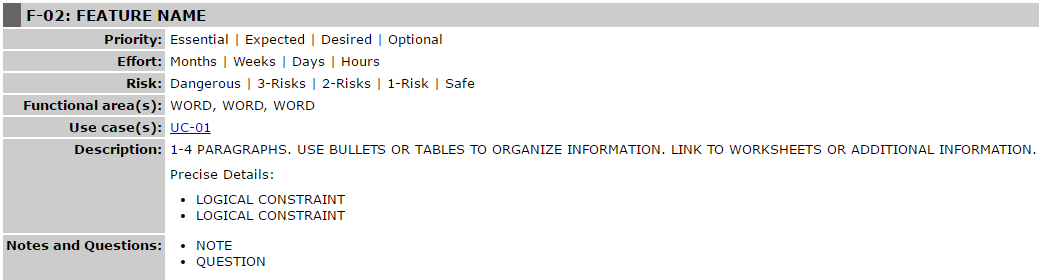 F-02: FEATURE NAME
Priority: Essential | Expected | Desired | Optional
Effort: Months | Weeks | Days | Hours
Risk: Dangerous | 3-Risks | 2-Risks | 1-Risk | Safe
Functional area(s): WORD, WORD, WORD
Use case(s): UC-01
Description: 1-4 PARAGRAPHS. USE BULLETS OR TABLES TO ORGANIZE INFORMATION. LINK TO WORKSHEETS OR ADDITIONAL INFORMATION.
Precise Details:
• LOGICAL CONSTRAINT
• LOGICAL CONSTRAINT
Notes and Questions: • NOTE
• QUESTION